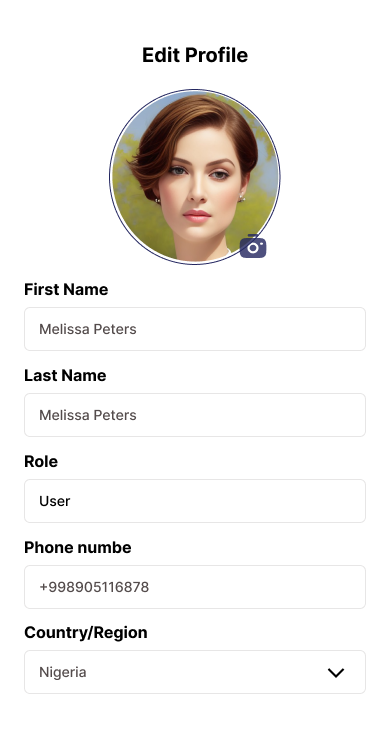 Edit Profile
First Name
Melissa Peters
Last Name
Melissa Peters
Role
User
Phone numbe
+998905116878
Country/Region
Nigeria